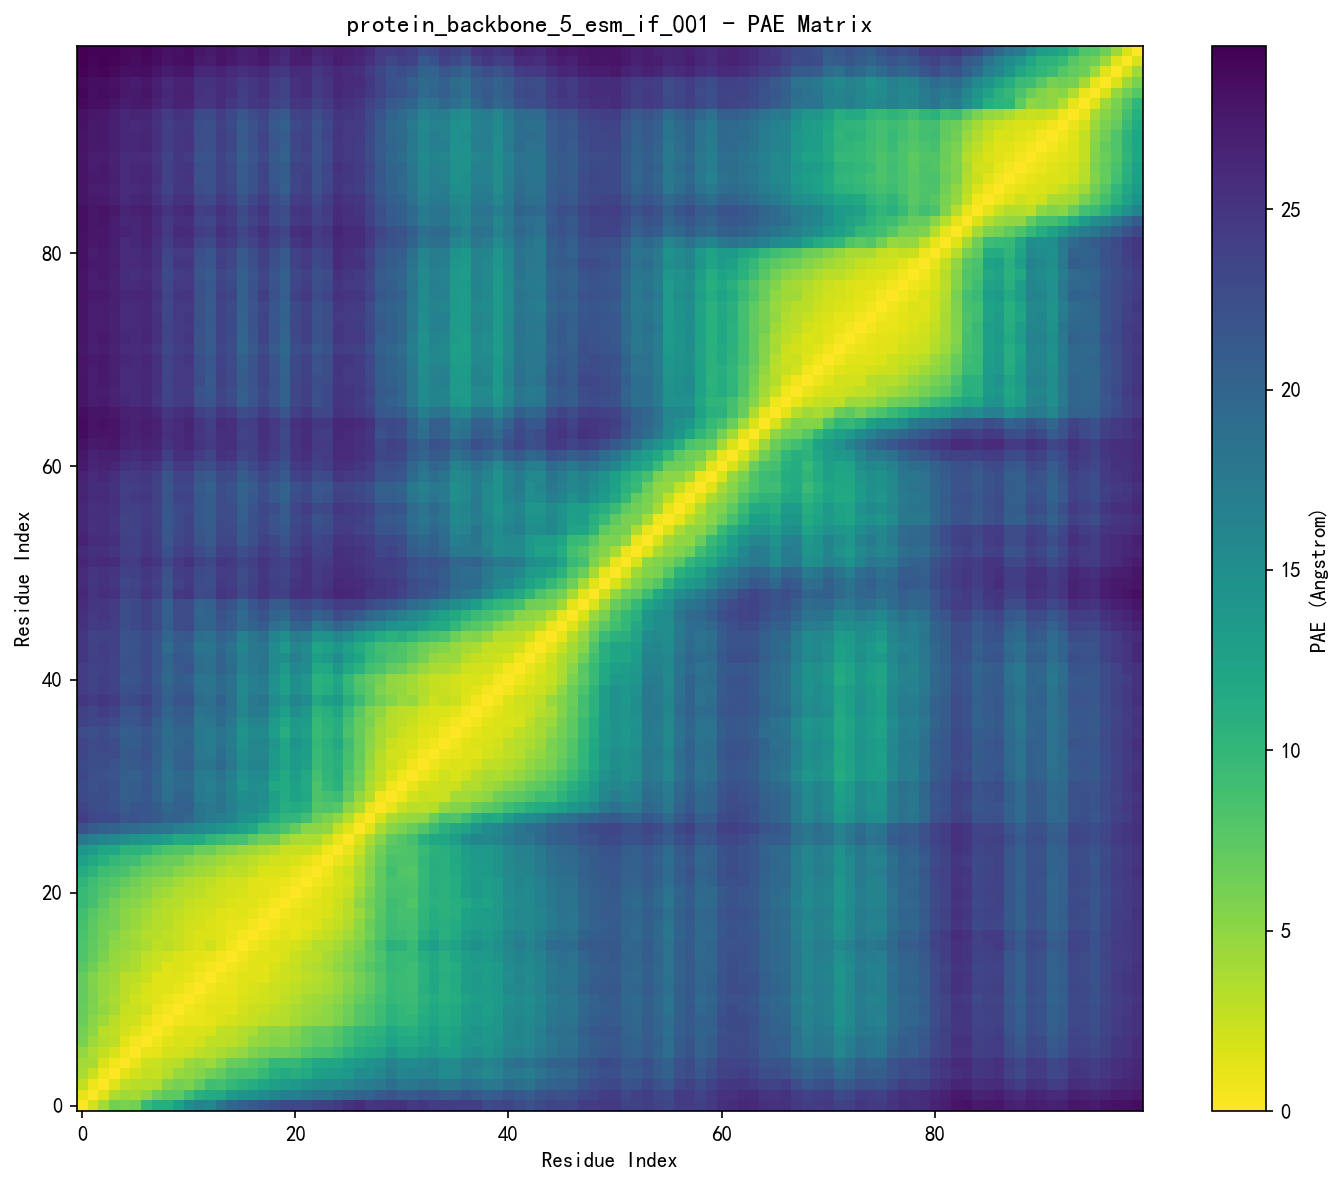 protein_backbone_5_esm_if_001 - PAE Matrix
Residue Index
80
60
40
20
0
0 20 40 60 80
Residue Index
25
20
15
10
5
0
PAE (Angstrom)